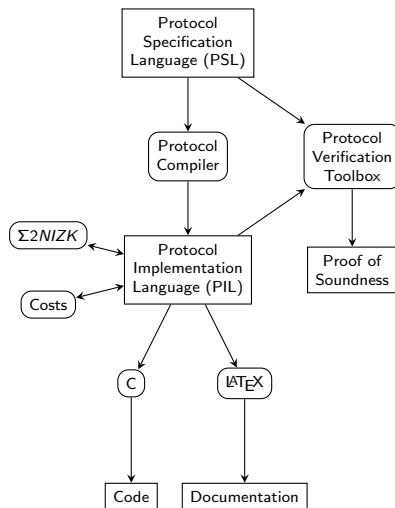 Protocol
Specification
Language (PSL)
Protocol
Compiler
Protocol
Verification
Toolbox
Σ2NIZK
Protocol
Implementation
Language (PIL)
Proof of
Soundness
Costs
C
LATEX
Code
Documentation